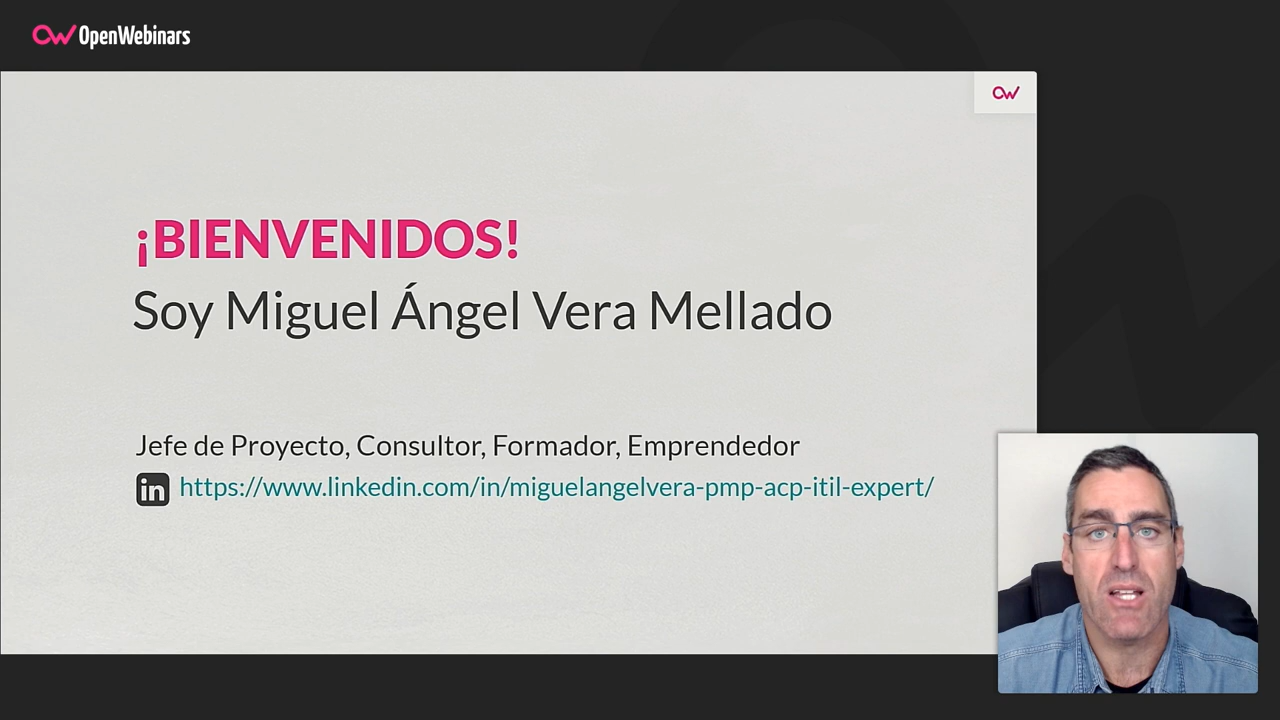 OpenWebinars
¡BIENVENIDOS!
Soy Miguel Ángel Vera Mellado
Jefe de Proyecto, Consultor, Formador, Emprendedor
in https://www.linkedin.com/in/miguelangelvera-pmp-acp-itil-expert/